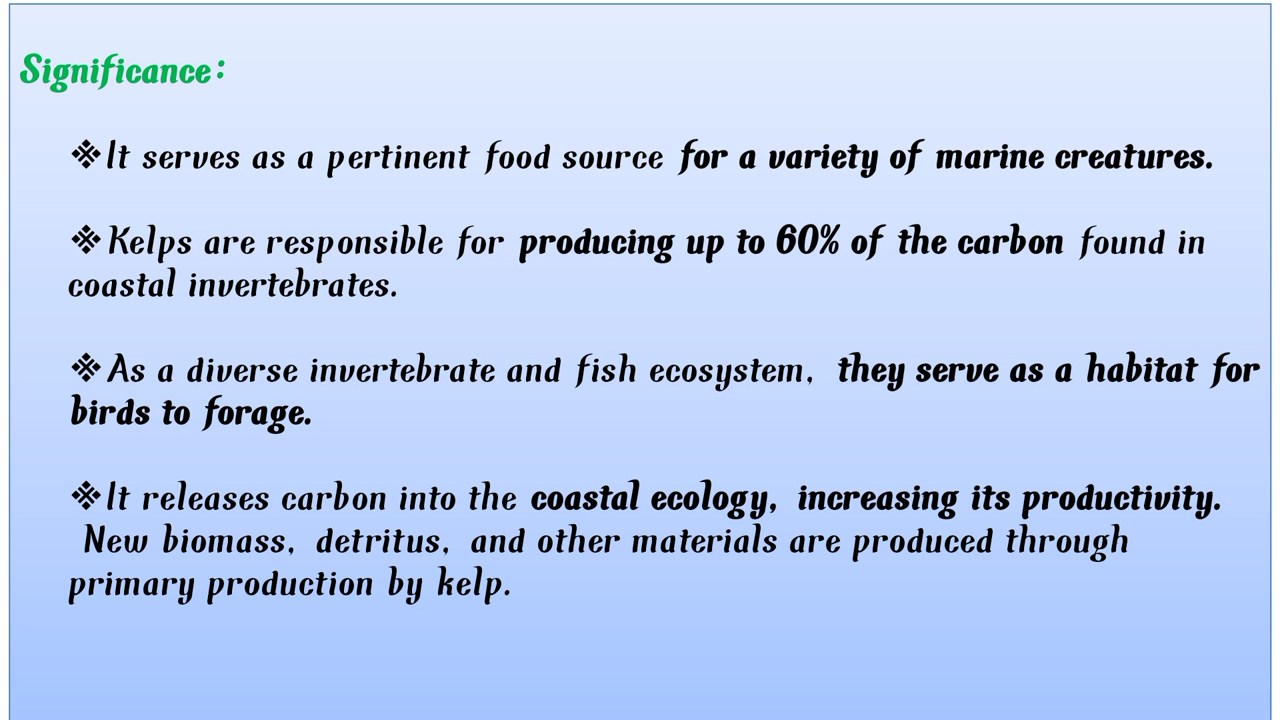 Significance:
❖It serves as a pertinent food source for a variety of marine creatures.
❖Kelps are responsible for producing up to 60% of the carbon found in
coastal invertebrates.
❖As a diverse invertebrate and fish ecosystem, they serve as a habitat for
birds to forage.
❖It releases carbon into the coastal ecology, increasing its productivity.
New biomass, detritus, and other materials are produced through
primary production by kelp.